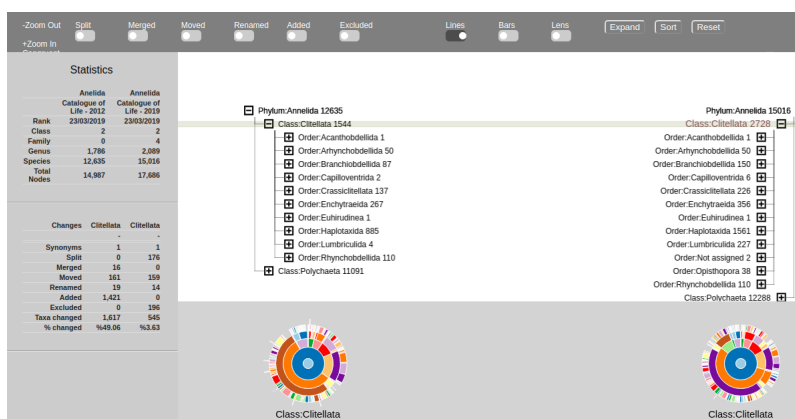 -Zoom Out Split Merged Moved Renamed Added Excluded Lines Bars Lens Expand Sort Reset
+Zoom In
Statistics
Anelida Annelida
Catalogue of Catalogue of
Life - 2012 Life - 2019
Rank 23/03/2019 23/03/2019
Class 2 2
Family 0 4
Genus 1,786 2,089
Species 12,635 15,016
Total Nodes 14,987 17,686
Changes Clitellata Clitellata
- -
Synonyms 1 1
Split 0 176
Merged 16 0
Moved 161 159
Renamed 19 14
Added 1,421 0
Excluded 0 196
Taxa changed 1,617 545
% changed %49.06 %3.63
Phylum:Annelida 12635
Class:Clitellata 1544
Order:Acanthobdellida 1
Order:Arhynchobdellida 50
Order:Branchiobdellida 87
Order:Capilloventrida 2
Order:Crassiclitellata 137
Order:Enchytraeida 267
Order:Euhirudinea 1
Order:Haplotaxida 885
Order:Lumbriculida 4
Order:Rhynchobdellida 110
Class:Polychaeta 11091
Phylum:Annelida 15016
Class:Clitellata 2728
Order:Acanthobdellida 1
Order:Arhynchobdellida 50
Order:Branchiobdellida 150
Order:Capilloventrida 6
Order:Crassiclitellata 226
Order:Enchytraeida 356
Order:Euhirudinea 1
Order:Haplotaxida 1561
Order:Lumbriculida 227
Order:Not assigned 2
Order:Opisthopora 38
Order:Rhynchobdellida 110
Class:Polychaeta 12288
Class:Clitellata
Class:Clitellata